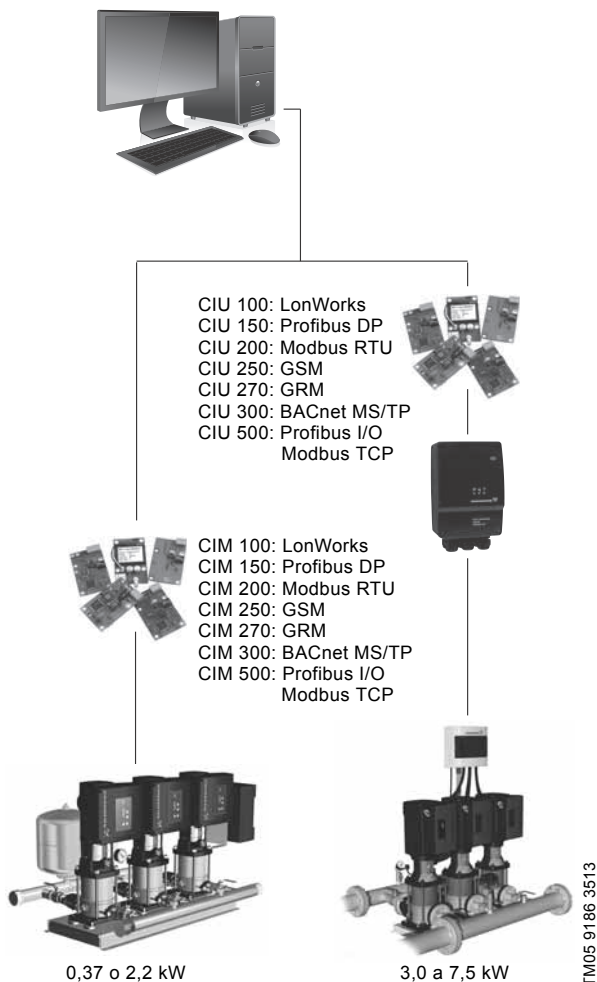 CIU 100: LonWorks
CIU 150: Profibus DP
CIU 200: Modbus RTU
CIU 250: GSM
CIU 270: GRM
CIU 300: BACnet MS/TP
CIU 500: Profibus I/O
Modbus TCP
CIM 100: LonWorks
CIM 150: Profibus DP
CIM 200: Modbus RTU
CIM 250: GSM
CIM 270: GRM
CIM 300: BACnet MS/TP
CIM 500: Profibus I/O
Modbus TCP
0,37 o 2,2 kW
3,0 a 7,5 kW
TM05 9186 3513